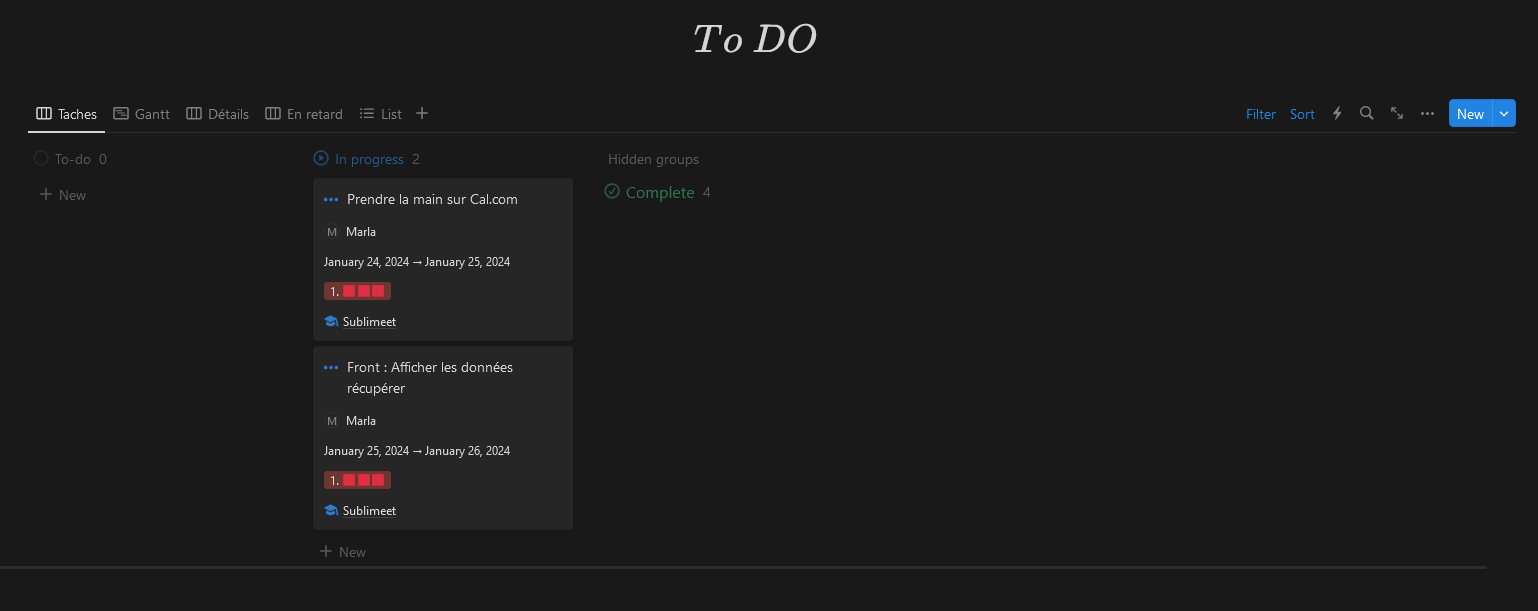 To DO
Taches Gantt Détails En retard List
Filter Sort New
To-do 0
New
In progress 2
Prendre la main sur Cal.com
M Marla
January 24, 2024 → January 25, 2024
1. 🟥🟥🟥
Sublimeet
Front : Afficher les données
récupérer
M Marla
January 25, 2024 → January 26, 2024
1. 🟥🟥🟥
Sublimeet
New
Hidden groups
Complete 4